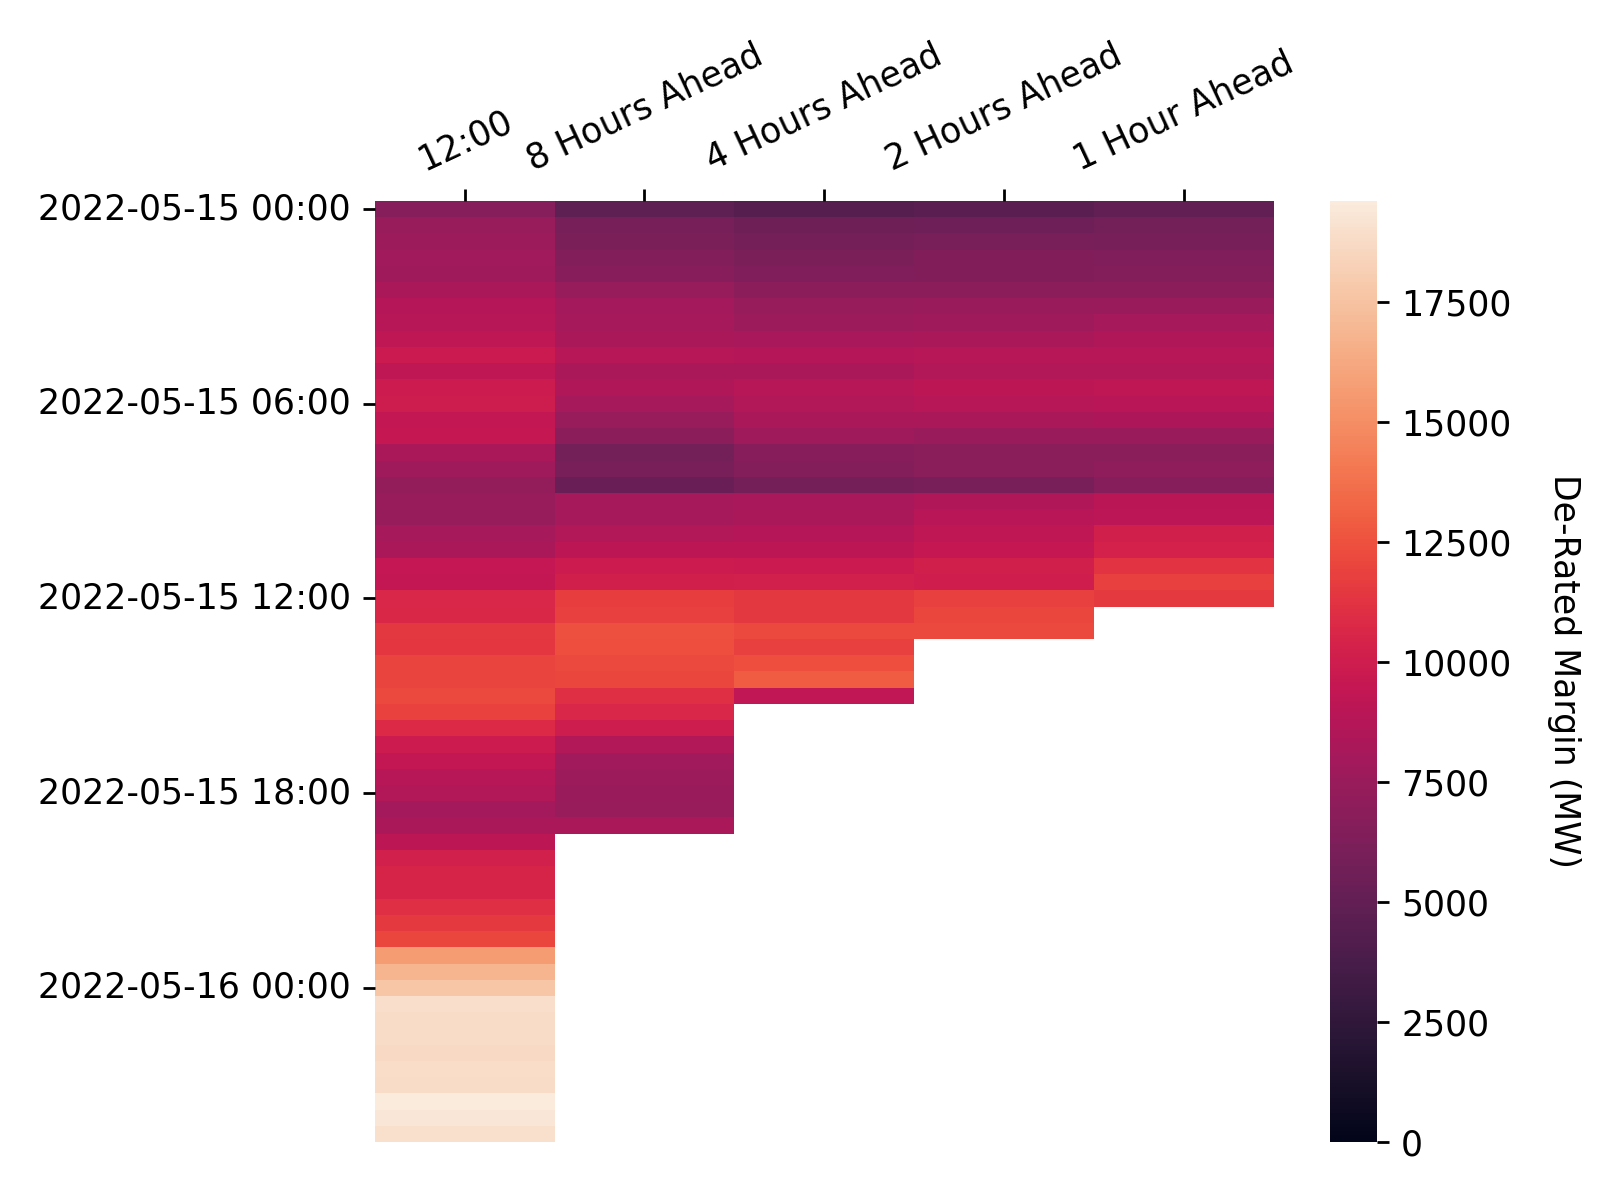 12:00
8 Hours Ahead
4 Hours Ahead
2 Hours Ahead
1 Hour Ahead
2022-05-15 00:00
2022-05-15 06:00
2022-05-15 12:00
2022-05-15 18:00
2022-05-16 00:00
17500
15000
12500
10000
7500
5000
2500
0
De-Rated Margin (MW)